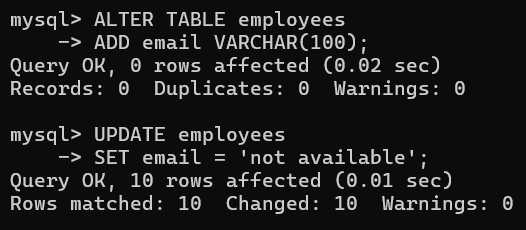 mysql> ALTER TABLE employees
    -> ADD email VARCHAR(100);
Query OK, 0 rows affected (0.02 sec)
Records: 0  Duplicates: 0  Warnings: 0

mysql> UPDATE employees
    -> SET email = 'not available';
Query OK, 10 rows affected (0.01 sec)
Rows matched: 10  Changed: 10  Warnings: 0